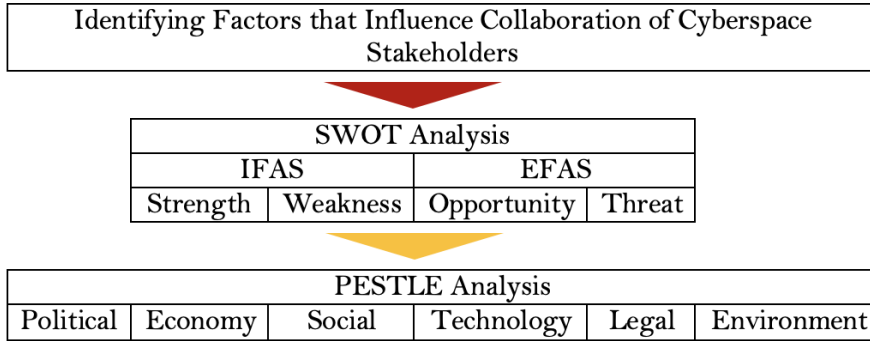 Identifying Factors that Influence Collaboration of Cyberspace
Stakeholders
SWOT Analysis
IFAS EFAS
Strength Weakness Opportunity Threat
PESTLE Analysis
Political Economy Social Technology Legal Environment